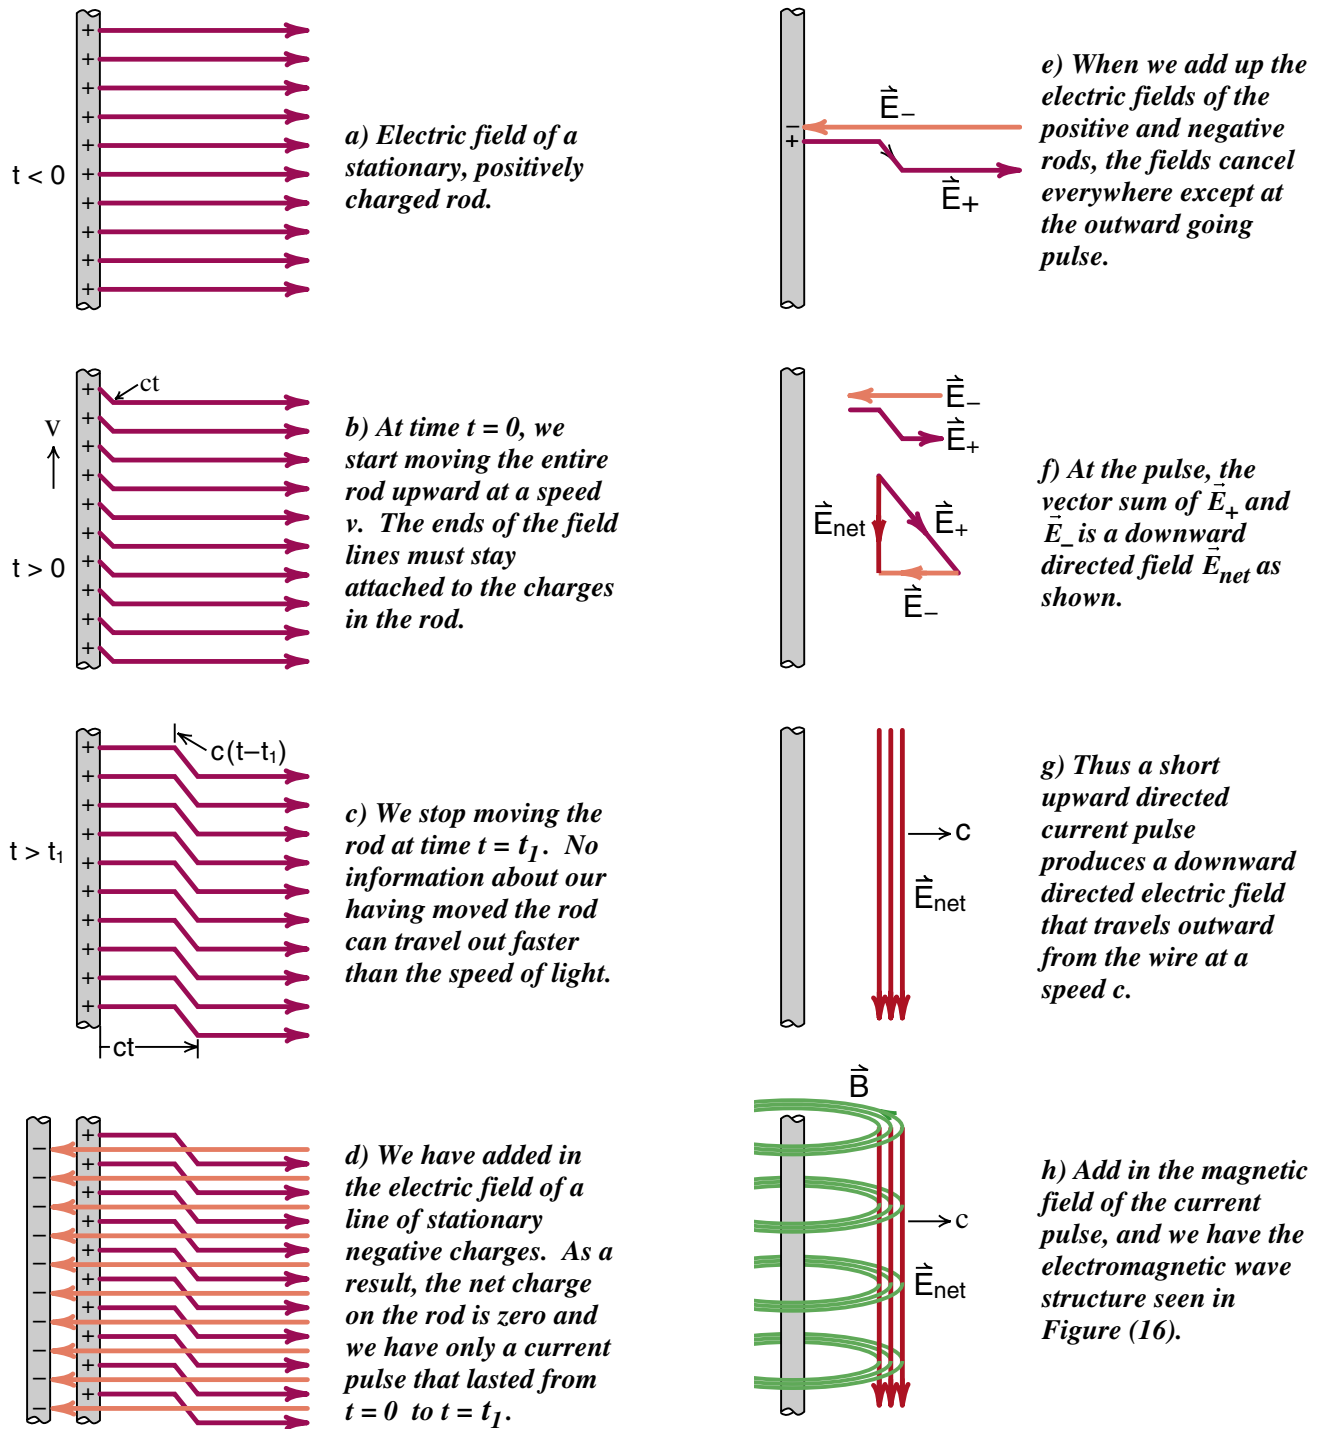 t < 0
+
+
+
+
+
+
+
+
+
+
a) Electric field of a
stationary, positively
charged rod.
v
t > 0
+
+
+
+
+
+
+
+
+
+
ct
b) At time t = 0, we
start moving the entire
rod upward at a speed
v. The ends of the field
lines must stay
attached to the charges
in the rod.
t > t₁
+
+
+
+
+
+
+
+
+
+
c(t–t₁)
ct
c) We stop moving the
rod at time t = t₁. No
information about our
having moved the rod
can travel out faster
than the speed of light.
–
–
–
–
–
–
–
–
–
–
+
+
+
+
+
+
+
+
+
+
d) We have added in
the electric field of a
line of stationary
negative charges. As a
result, the net charge
on the rod is zero and
we have only a current
pulse that lasted from
t = 0 to t = t₁.
–
+
E⃗₋
E⃗₊
e) When we add up the
electric fields of the
positive and negative
rods, the fields cancel
everywhere except at
the outward going
pulse.
E⃗₋
E⃗₊
E⃗net
E⃗₊
E⃗₋
f) At the pulse, the
vector sum of E⃗₊ and
E⃗₋ is a downward
directed field E⃗net as
shown.
c
E⃗net
g) Thus a short
upward directed
current pulse
produces a downward
directed electric field
that travels outward
from the wire at a
speed c.
B⃗
c
E⃗net
h) Add in the magnetic
field of the current
pulse, and we have the
electromagnetic wave
structure seen in
Figure (16).